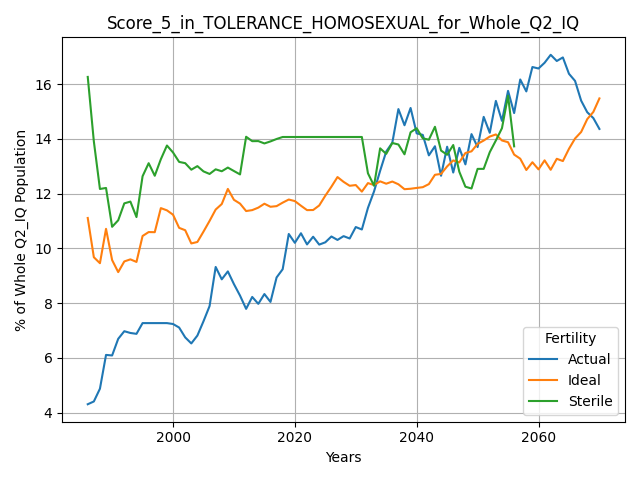 Score_5_in_TOLERANCE_HOMOSEXUAL_for_Whole_Q2_IQ
% of Whole Q2_IQ Population
16
14
12
10
8
6
4
2000 2020 2040 2060
Years
Fertility
Actual
Ideal
Sterile